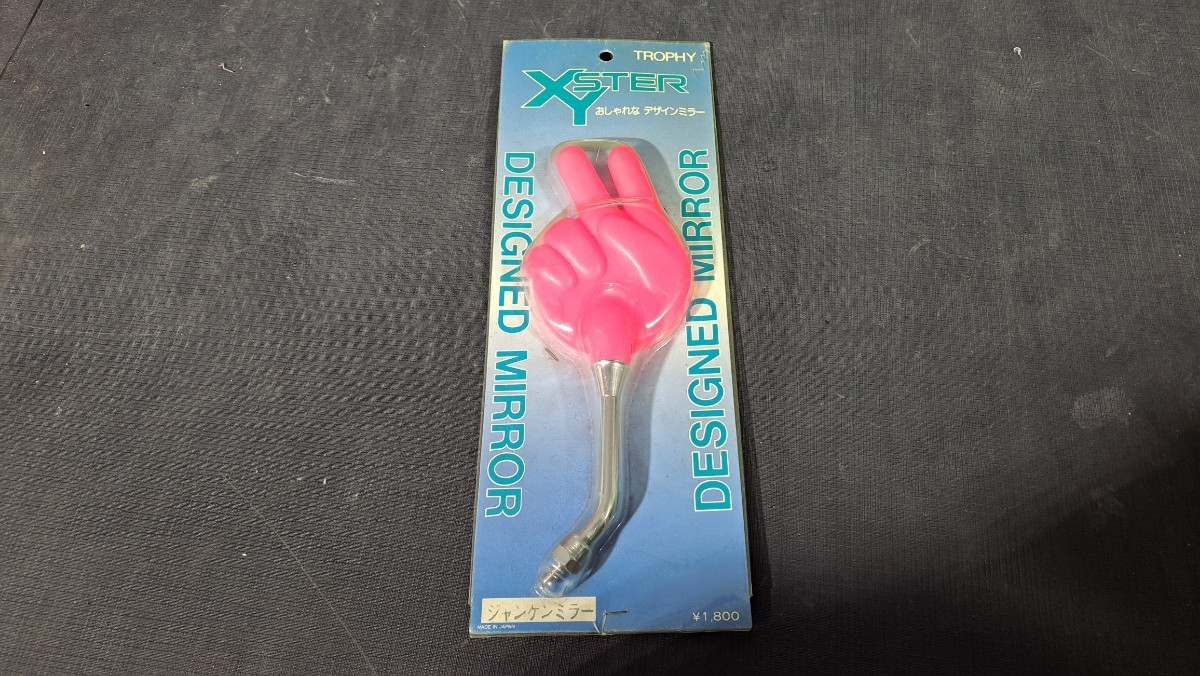 TROPHY
XYSTER
おしゃれな デザインミラー
DESIGNED MIRROR
DESIGNED MIRROR
ジャンケンミラー
¥1,800
MADE IN JAPAN